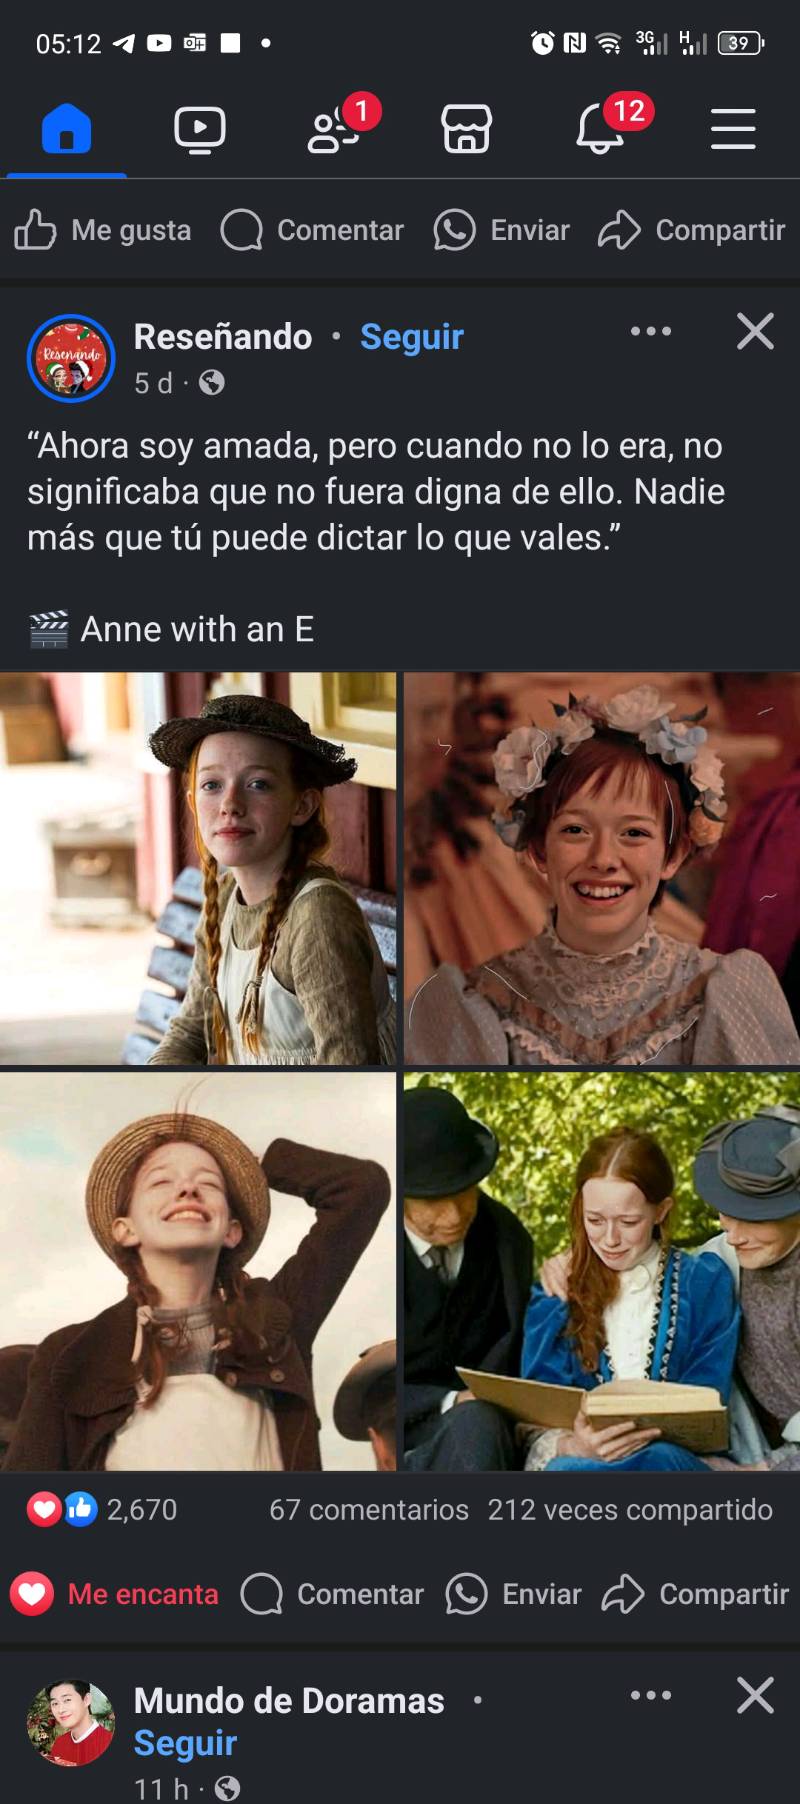 05:12 3G H 39
1 12
Me gusta Comentar Enviar Compartir
Reseñando
Reseñando · Seguir
5 d ·
“Ahora soy amada, pero cuando no lo era, no
significaba que no fuera digna de ello. Nadie
más que tú puede dictar lo que vales.”
Anne with an E
2,670 67 comentarios 212 veces compartido
Me encanta Comentar Enviar Compartir
Mundo de Doramas ·
Seguir
11 h ·